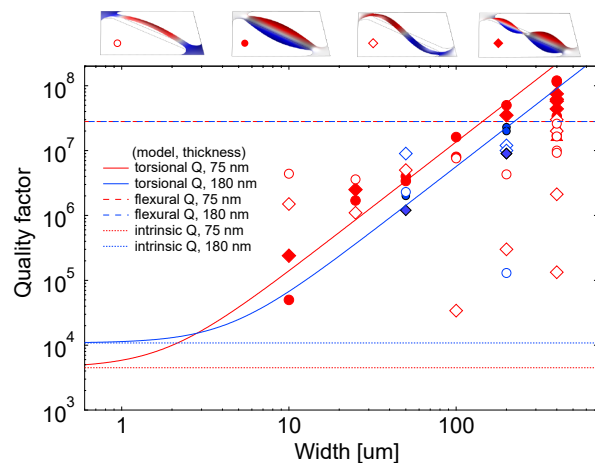 10^8
10^7
10^6
10^5
10^4
10^3
Quality factor
(model, thickness)
torsional Q, 75 nm
torsional Q, 180 nm
flexural Q, 75 nm
flexural Q, 180 nm
intrinsic Q, 75 nm
intrinsic Q, 180 nm
1 10 100
Width [um]